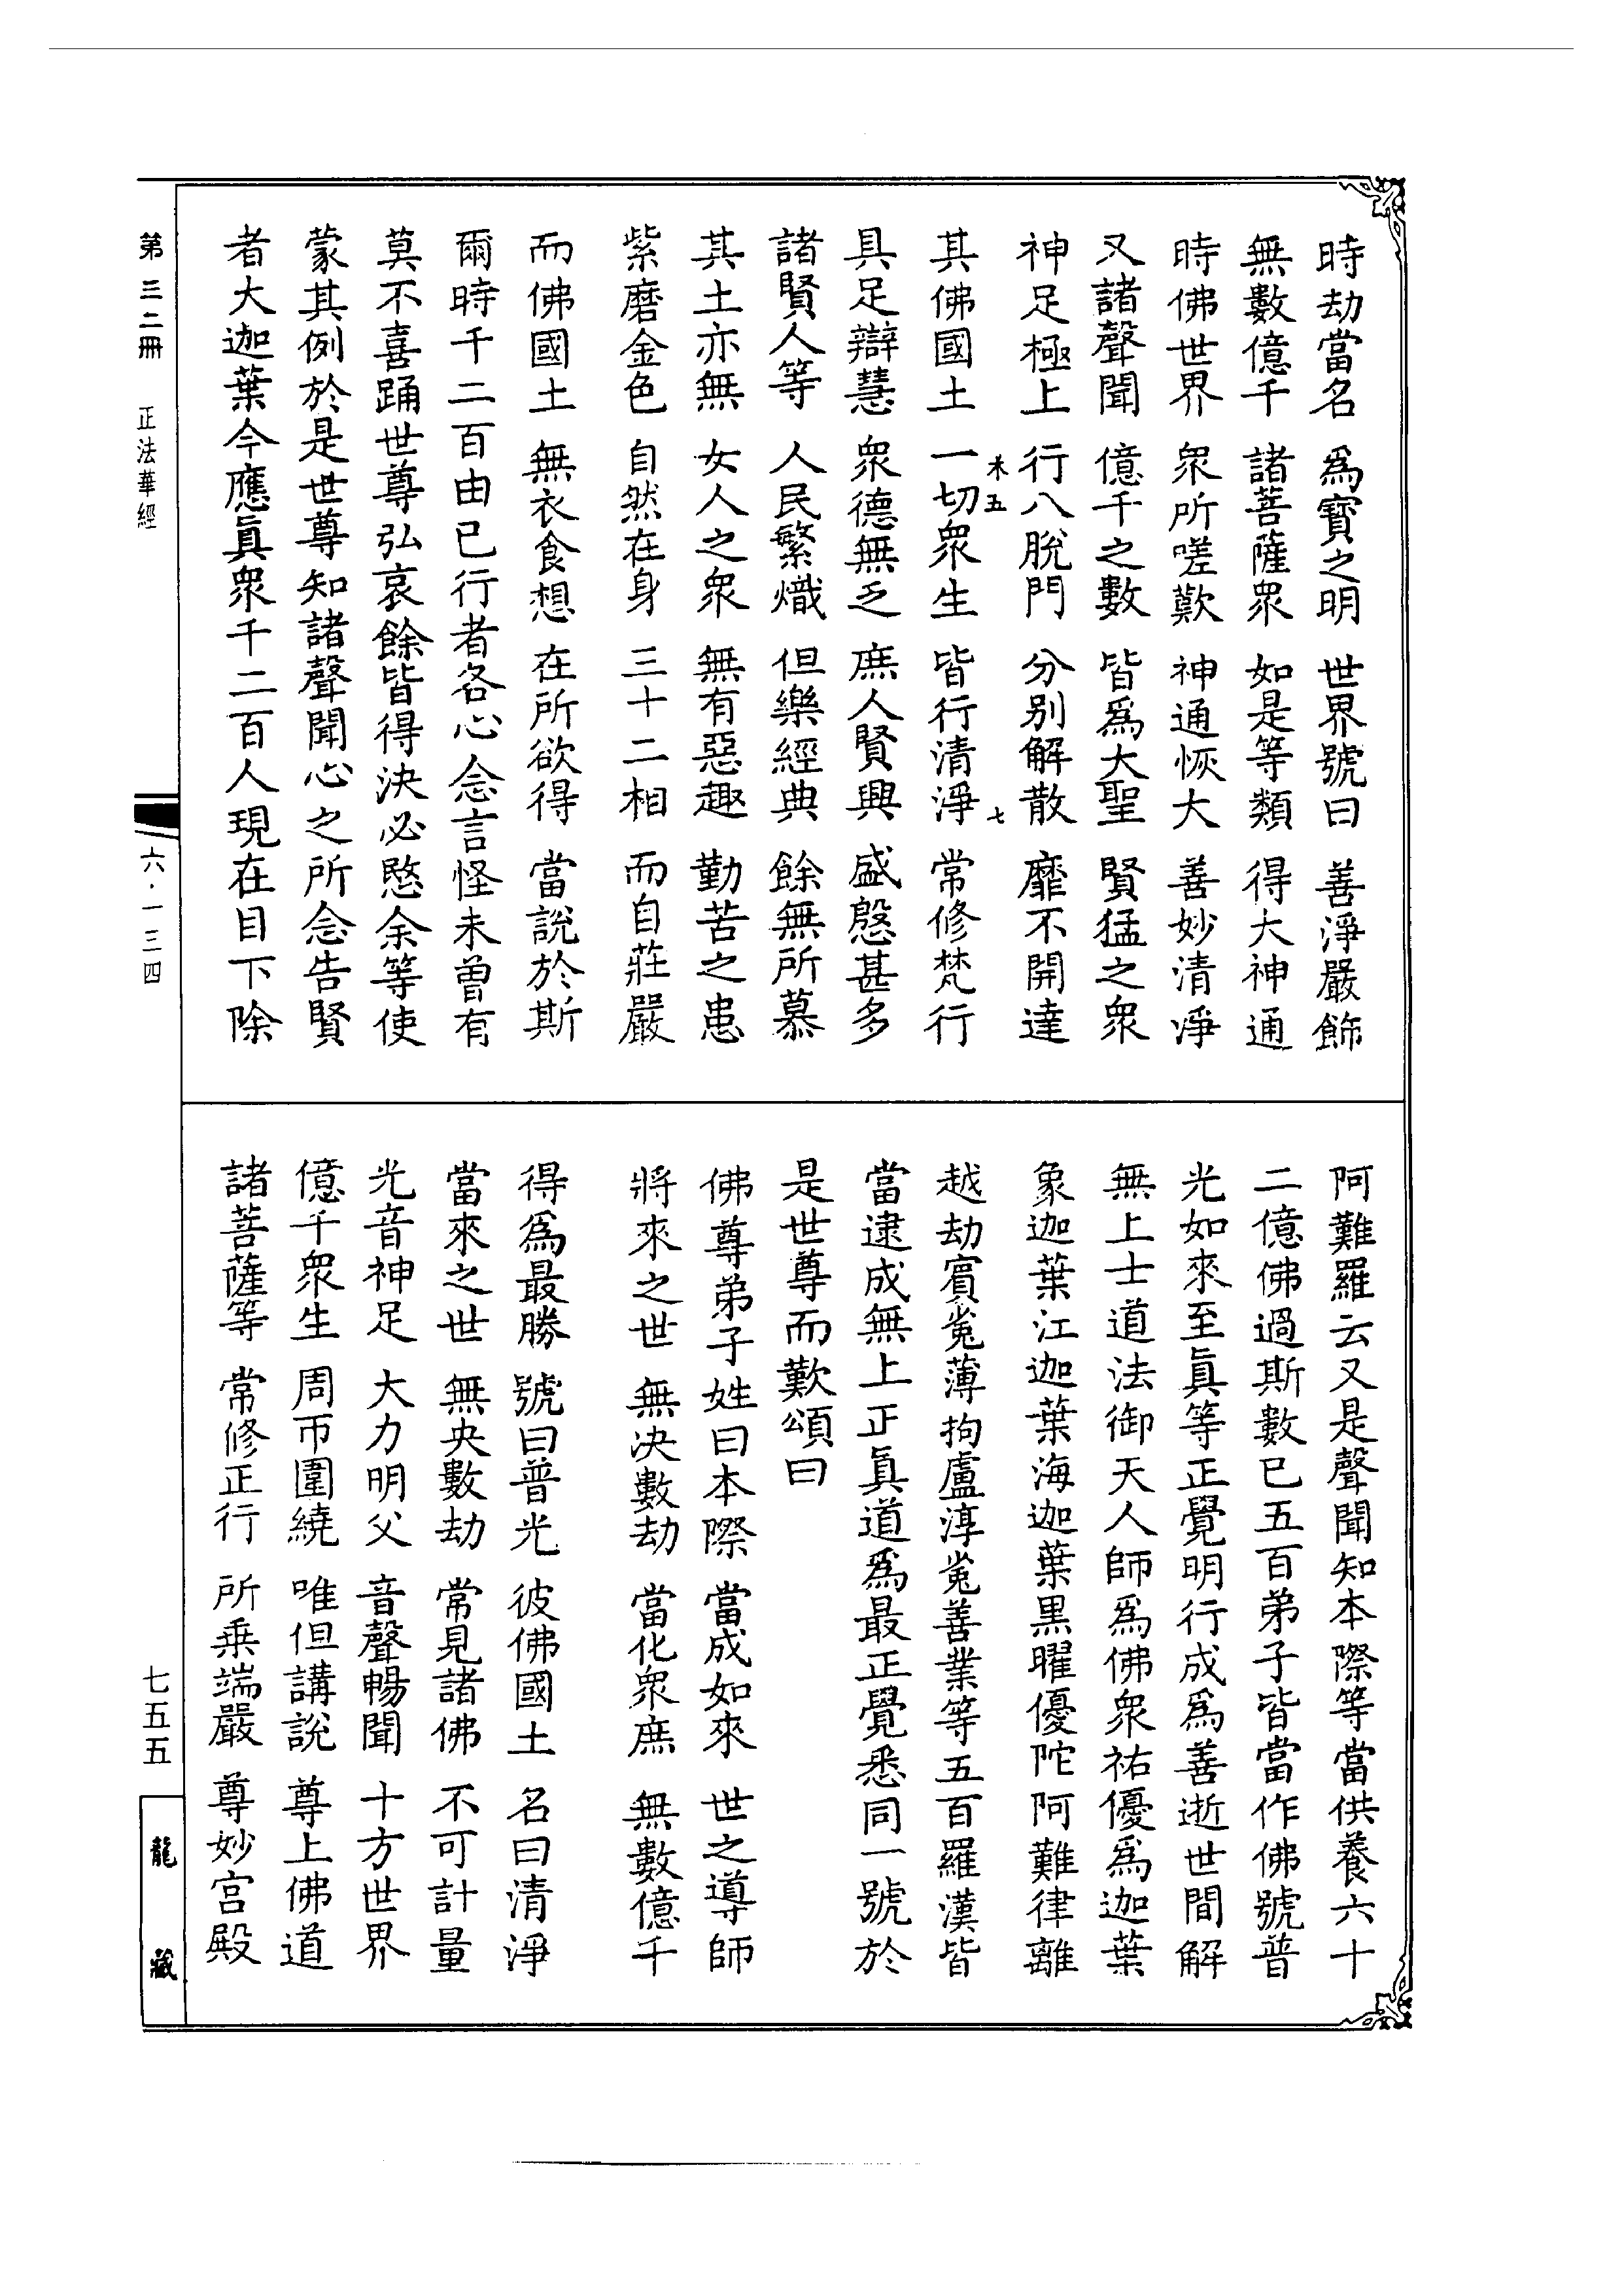 時劫當名　爲寶之明　世界號曰　善淨嚴飾
無數億千　諸菩薩衆　如是等類　得大神通
時佛世界　衆所嗟歎　神通恢大　善妙清淨
又諸聲聞　億千之數　皆爲大聖　賢猛之衆
神足極上　行八脫門　分別解散　靡不開達
未五　七
其佛國土　一切衆生　皆行清淨　常修梵行
具足辯慧　衆德無乏　庶人賢興　盛慇甚多
諸賢人等　人民繁熾　但樂經典　餘無所慕
其土亦無　女人之衆　無有惡趣　勤苦之患
紫磨金色　自然在身　三十二相　而自莊嚴
而佛國土　無衣食想　在所欲得　當說於斯
爾時千二百由已行者各心念言怪未曾有
莫不喜踊世尊弘哀餘皆得決必愍余等使
蒙其例於是世尊知諸聲聞心之所念告賢
者大迦葉今應眞衆千二百人現在目下除
阿難羅云又是聲聞知本際等當供養六十
二億佛過斯數已五百弟子皆當作佛號普
光如來至眞等正覺明行成爲善逝世間解
無上士道法御天人師爲佛衆祐優爲迦葉
象迦葉江迦葉海迦葉黑曜優陀阿難律離
越劫賓㝹薄拘盧淳㝹善業等五百羅漢皆
當逮成無上正眞道爲最正覺悉同一號於
是世尊而歎頌曰
佛尊弟子　姓曰本際　當成如來　世之導師
將來之世　無决數劫　當化衆庶　無數億千
得爲最勝　號曰普光　彼佛國土　名曰清淨
當來之世　無央數劫　常見諸佛　不可計量
光音神足　大力明父　音聲暢聞　十方世界
億千衆生　周帀圍繞　唯但講說　尊上佛道
諸菩薩等　常修正行　所乘端嚴　尊妙宮殿
第三二冊　正法華經
六·一三四
七五五
龍藏